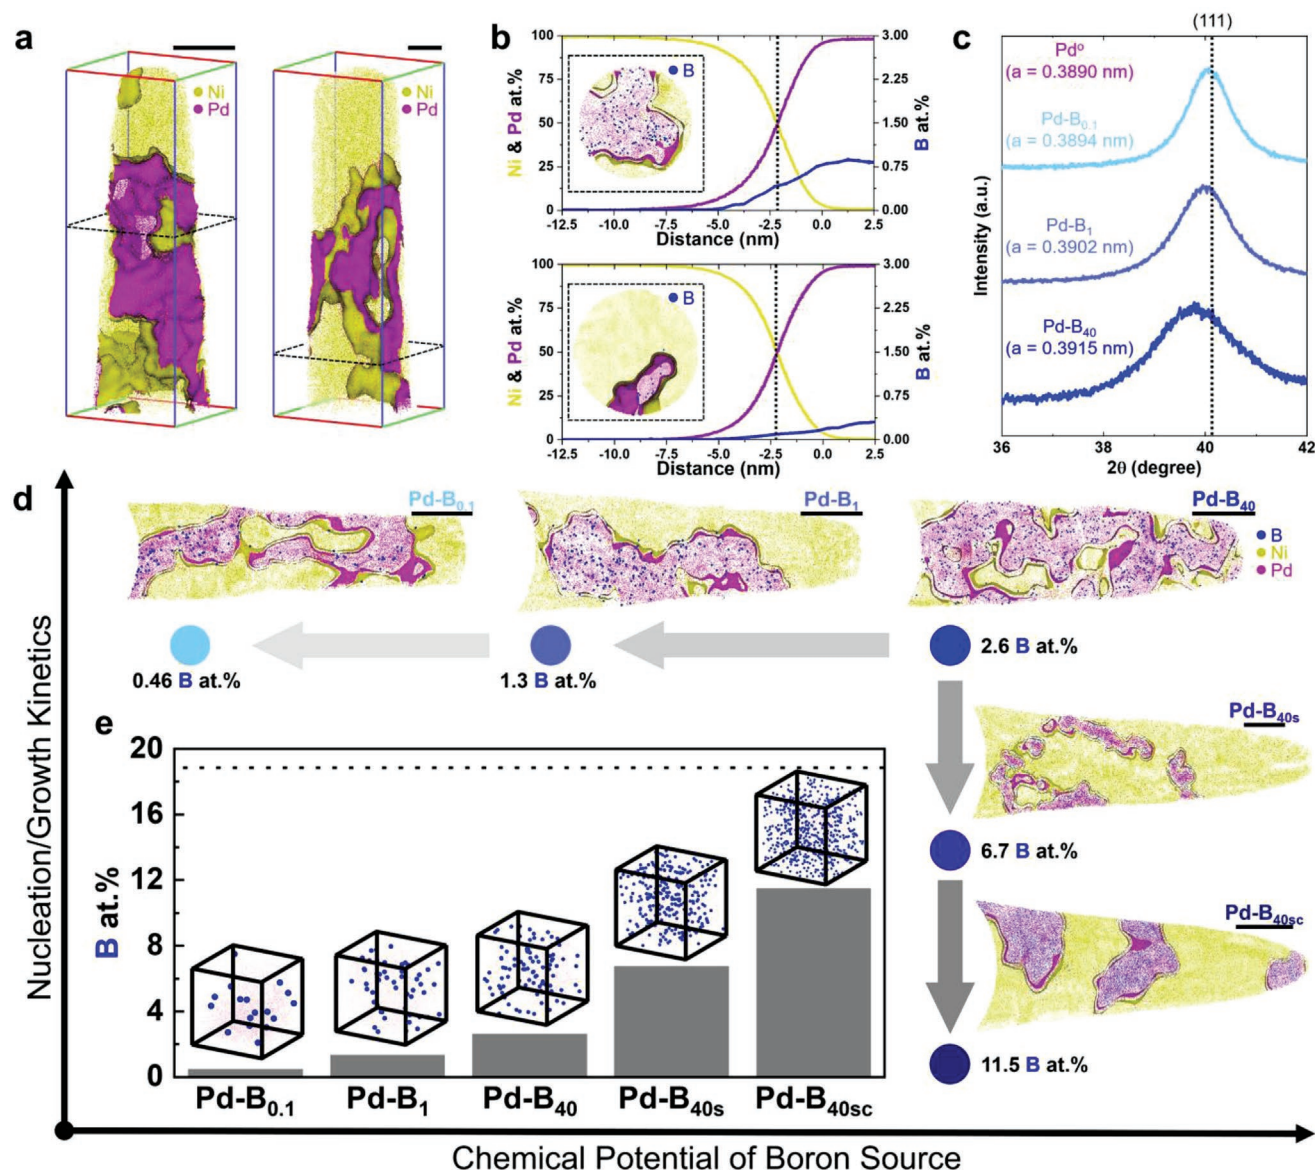 a
Ni
Pd
Ni
Pd
b
100
75
50
25
0
Ni & Pd at.%
B
3.00
2.25
1.50
0.75
0.00
B at.%
-12.5 -10.0 -7.5 -5.0 -2.5 0.0 2.5
Distance (nm)
100
75
50
25
0
Ni & Pd at.%
B
3.00
2.25
1.50
0.75
0.00
B at.%
-12.5 -10.0 -7.5 -5.0 -2.5 0.0 2.5
Distance (nm)
c
(111)
Pd⁰
(a = 0.3890 nm)
Pd-B0.1
(a = 0.3894 nm)
Pd-B1
(a = 0.3902 nm)
Pd-B40
(a = 0.3915 nm)
Intensity (a.u.)
36 38 40 42
2θ (degree)
d
Pd-B0.1
Pd-B1
Pd-B40
B
Ni
Pd
0.46 B at.%
1.3 B at.%
2.6 B at.%
Pd-B40s
6.7 B at.%
Pd-B40sc
11.5 B at.%
e
20
16
12
8
4
0
B at.%
Pd-B0.1 Pd-B1 Pd-B40 Pd-B40s Pd-B40sc
Nucleation/Growth Kinetics
Chemical Potential of Boron Source